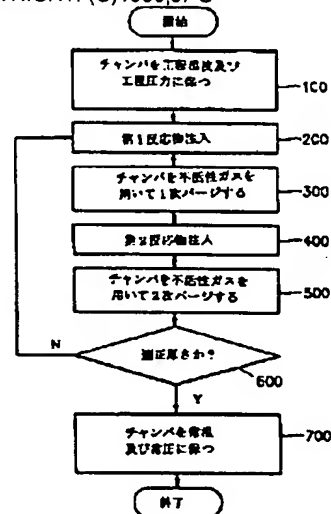 開始
チャンバを工程温度及び
工程圧力に保つ
100
第1反応物注入
200
チャンバを不活性ガスを
用いて1次パージする
300
第2反応物注入
400
チャンバを不活性ガスを
用いて2次パージする
500
N
適正厚さか?
600
Y
チャンバを常温
及び常圧に保つ
700
終了